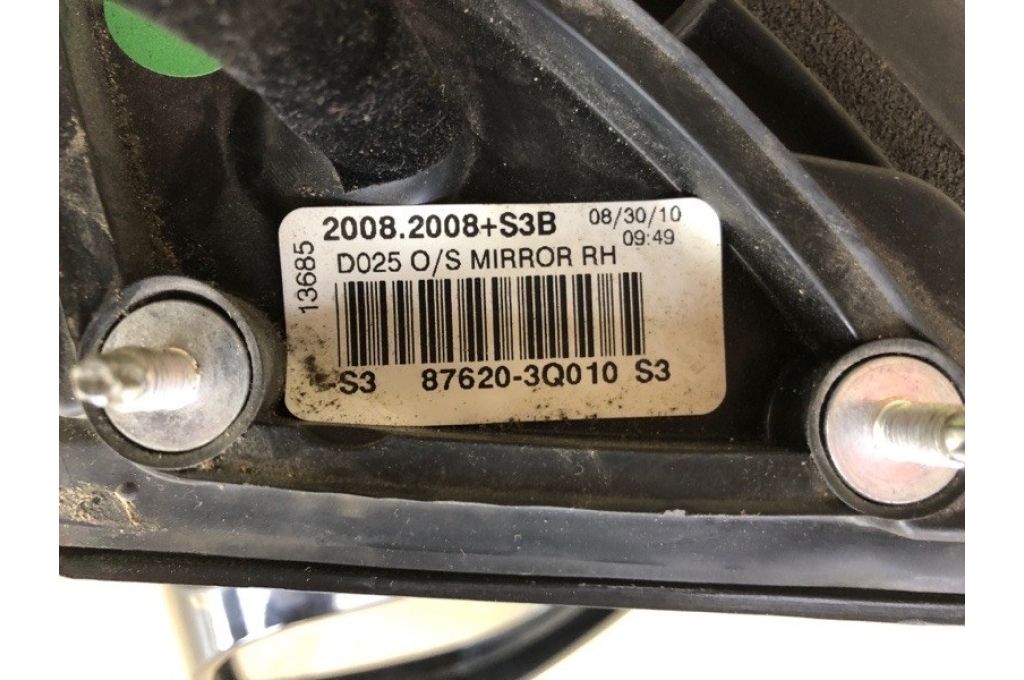 2008.2008+S3B 08/30/10
09:49
D025 O/S MIRROR RH
13685
-S3 87620-3Q010 S3